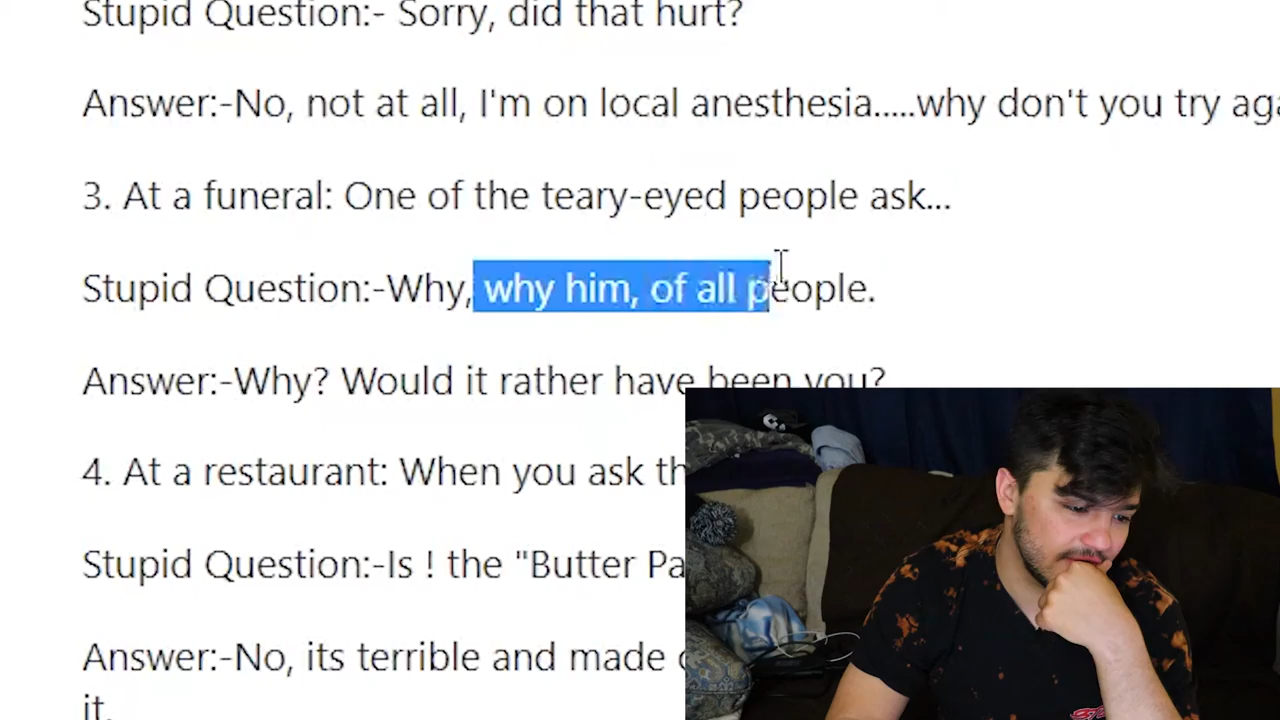 Stupid Question:- Sorry, did that hurt?
Answer:-No, not at all, I'm on local anesthesia.....why don't you try
3. At a funeral: One of the teary-eyed people ask...
Stupid Question:-Why, why him, of all people.
Answer:-Why? Would it rather have been you?
4. At a restaurant: When you ask
Stupid Question:-Is ! the "Butter
Answer:-No, its terrible and made
it.